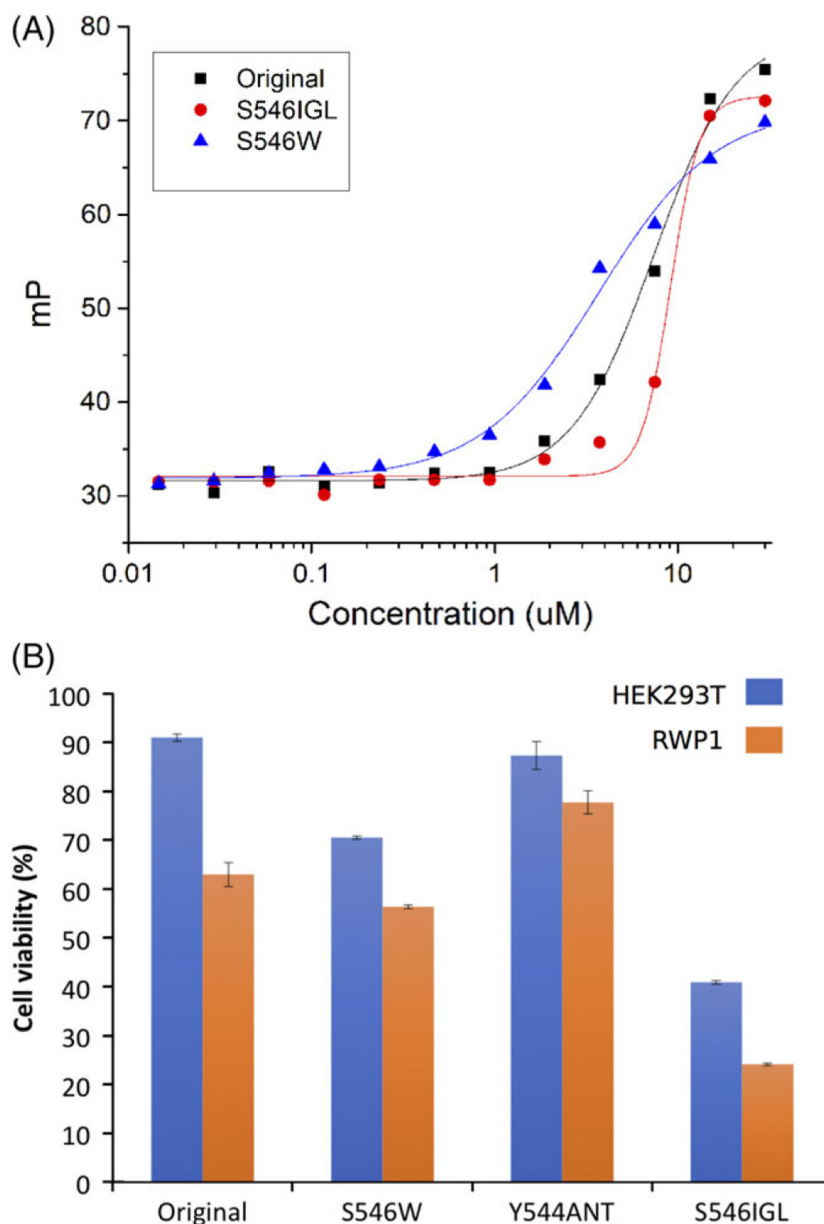 (A)
80
70
60
50
40
30
mP
Original
S546IGL
S546W
0.01 0.1 1 10
Concentration (uM)
(B)
100
90
80
70
60
50
40
30
20
10
0
Cell viability (%)
HEK293T
RWP1
Original S546W Y544ANT S546IGL